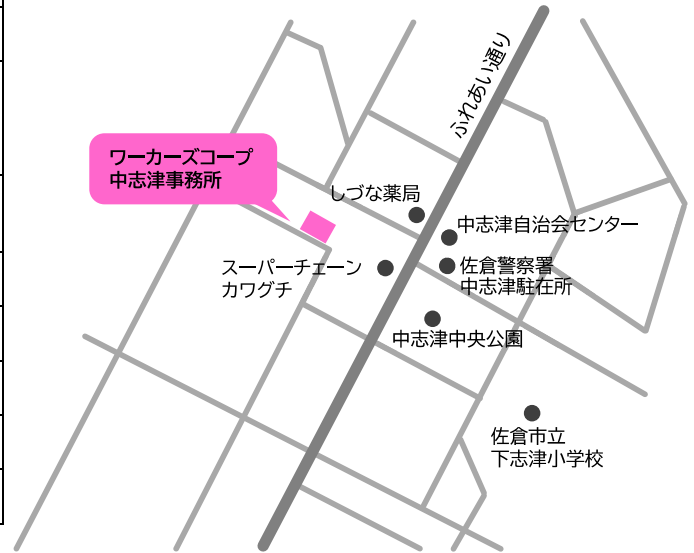 ふれあい通り
ワーカーズコープ
中志津事務所
しづな薬局
中志津自治会センター
スーパーチェーン
カワグチ
佐倉警察署
中志津駐在所
中志津中央公園
佐倉市立
下志津小学校